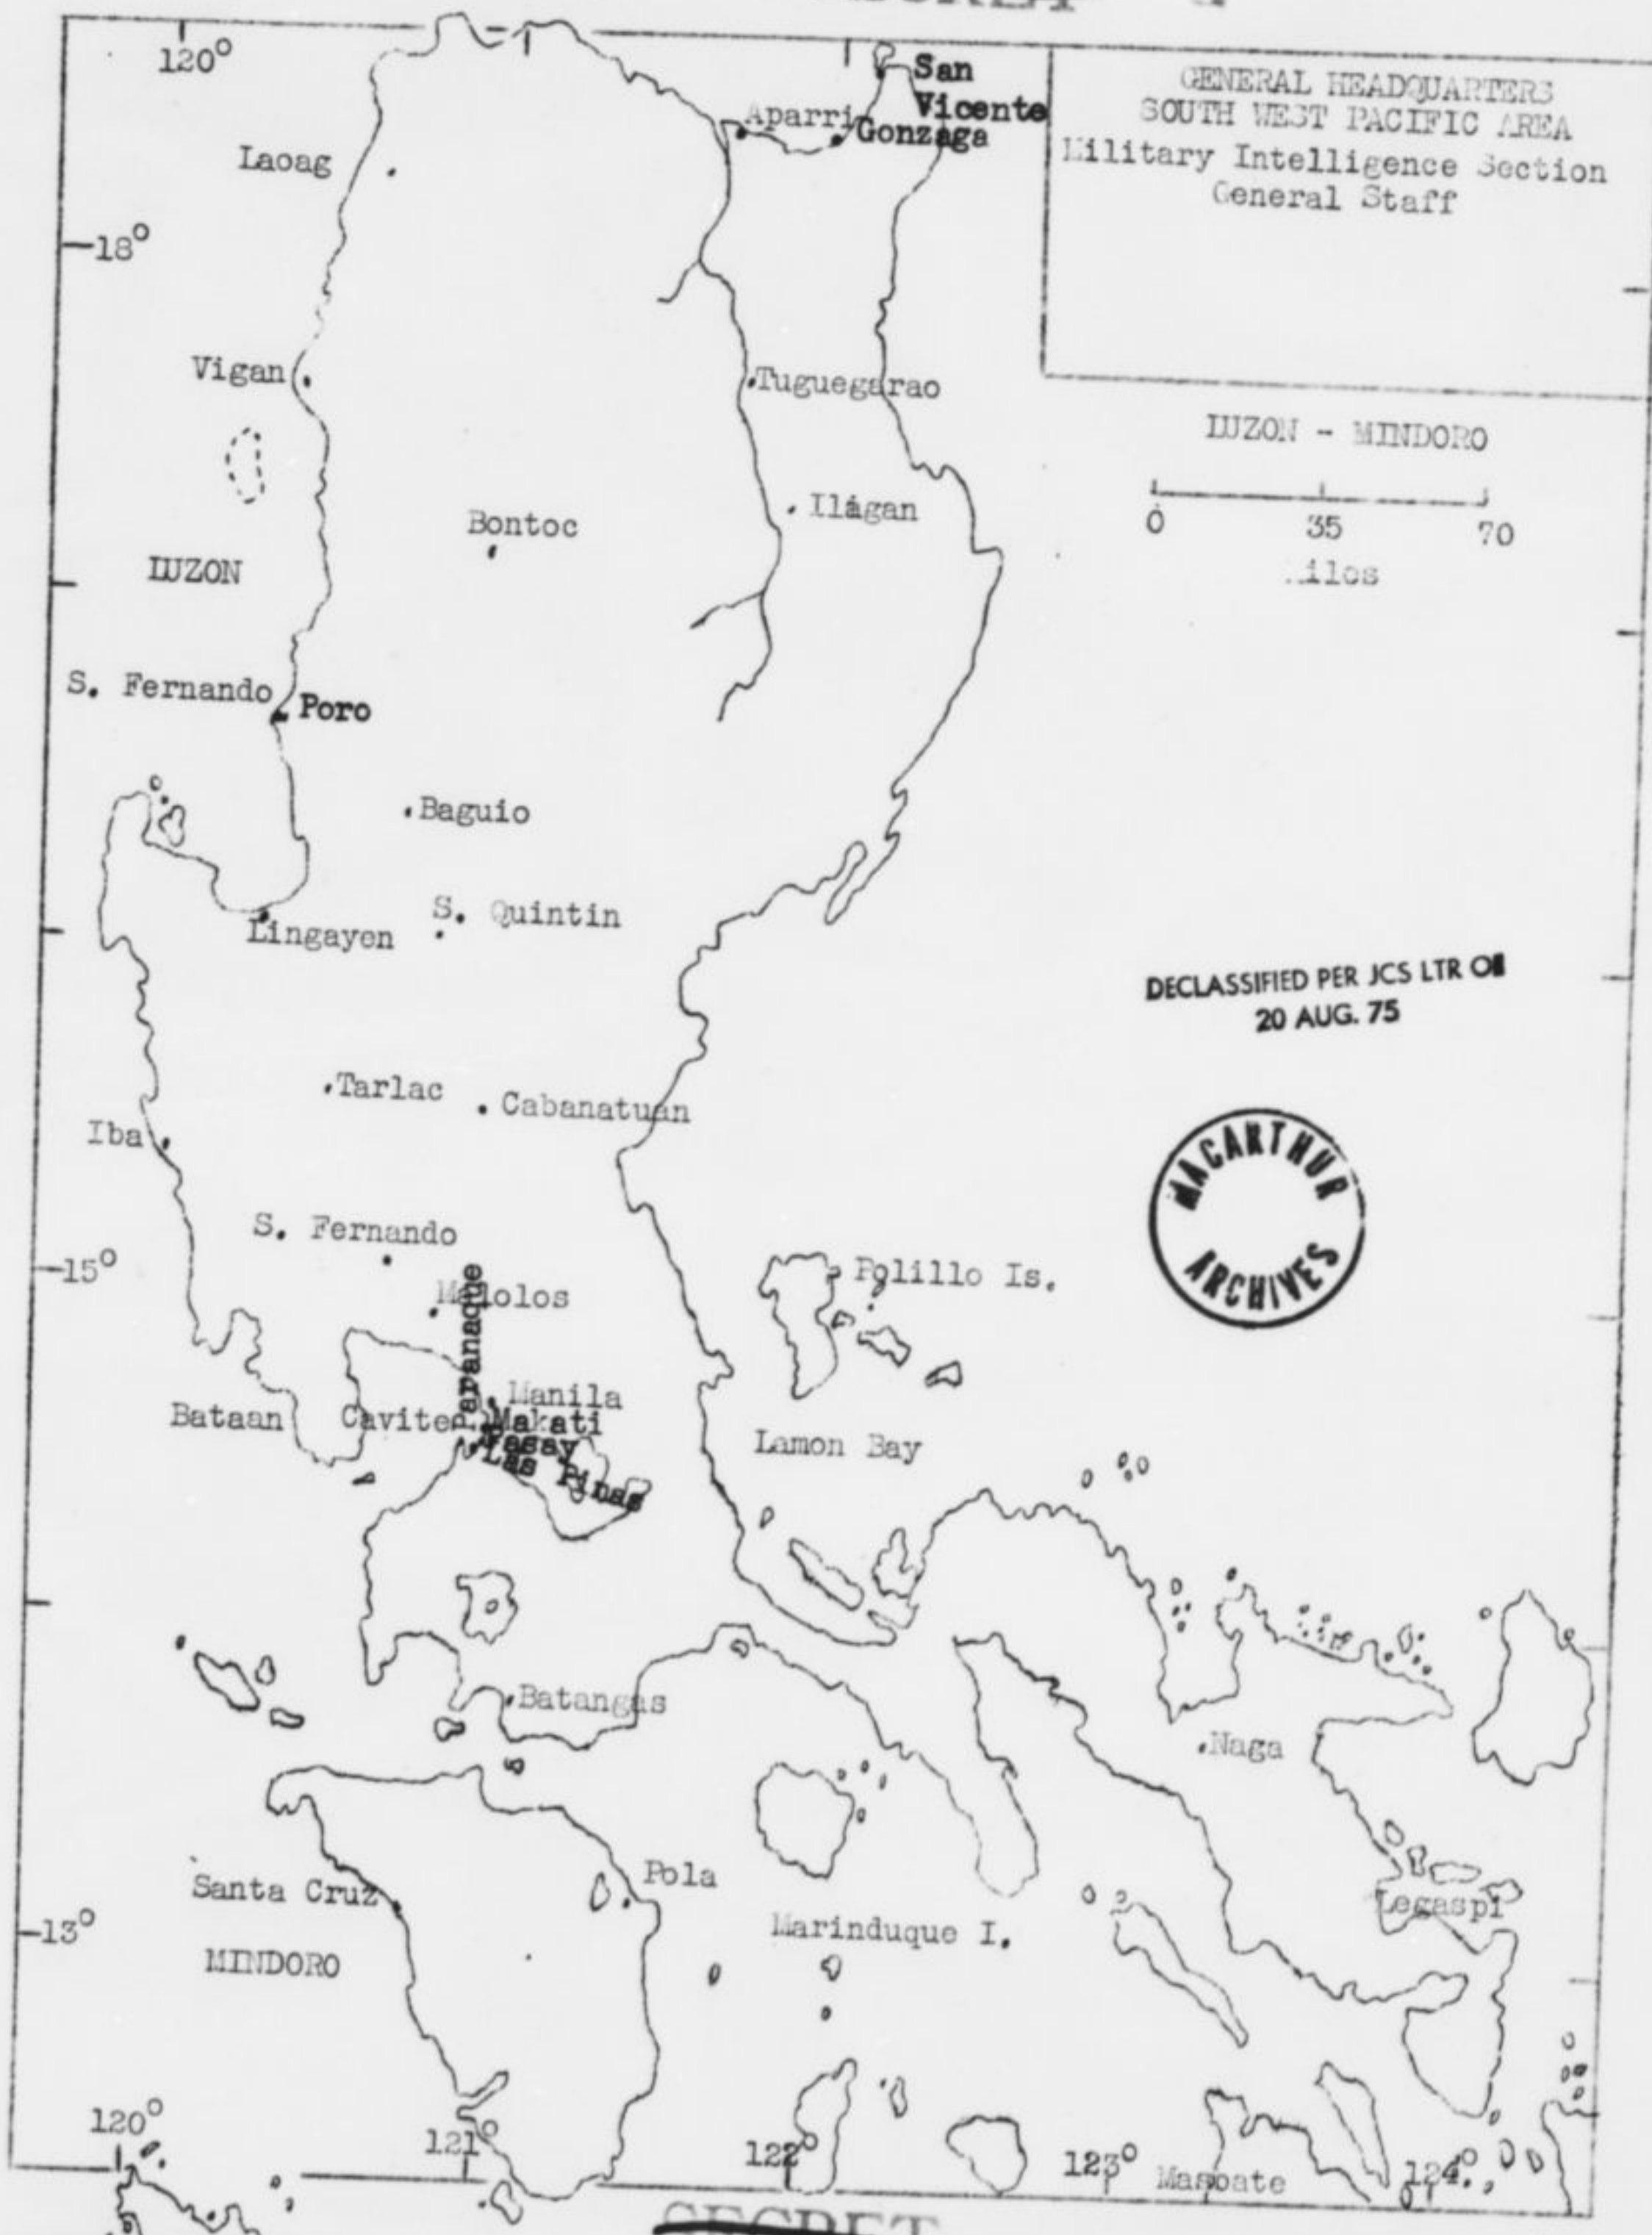 120°
San
Vicente
Aparri
Gonzaga
GENERAL HEADQUARTERS
SOUTH WEST PACIFIC AREA
Military Intelligence Section
General Staff
Laoag
18°
Vigan
Tuguegarao
LUZON - MINDORO
0 35 70
Ilagan
Bontoc
LUZON
S. Fernando
Poro
Baguio
S. Quintin
Lingayen
DECLASSIFIED PER JCS LTR OF
20 AUG. 75
Tarlac
Cabanatuan
Iba
MACARTHUR
ARCHIVES
S. Fernando
15°
Polillo Is.
Malolos
Paranaque
Manila
Bataan
Cavite
Makati
Pasay
Las Pinas
Lamon Bay
Batangas
Naga
Pola
Santa Cruz
Legaspi
13°
Marinduque I.
MINDORO
120°
121°
122°
123°
Masbate
124°
SECRET